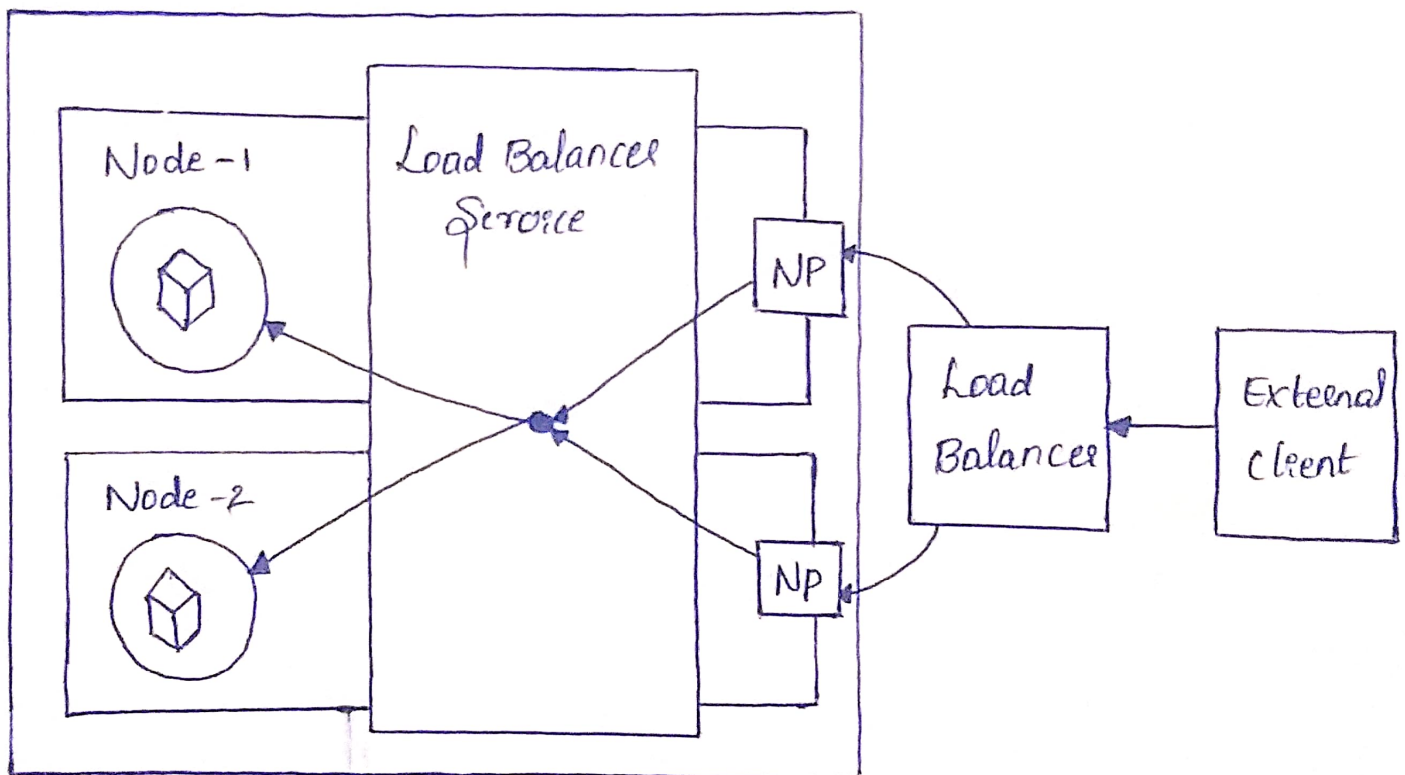 Node-1
Load Balancer
Service
NP
Load
Balancer
External
Client
Node-2
NP